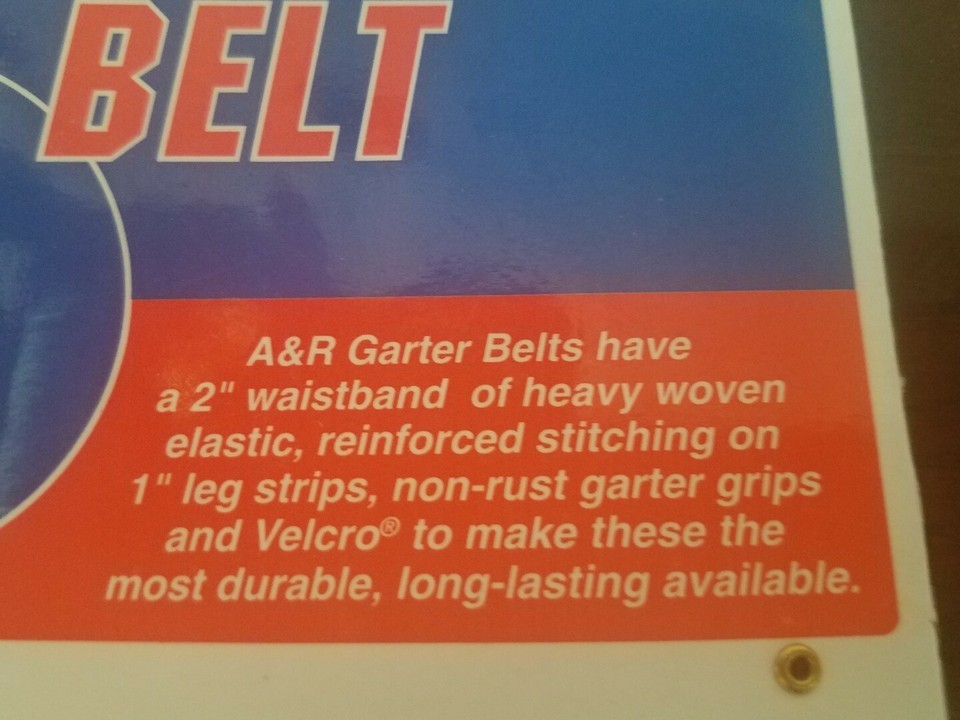 BELT
A&R Garter Belts have
a 2" waistband of heavy woven
elastic, reinforced stitching on
1" leg strips, non-rust garter grips
and Velcro® to make these the
most durable, long-lasting available.